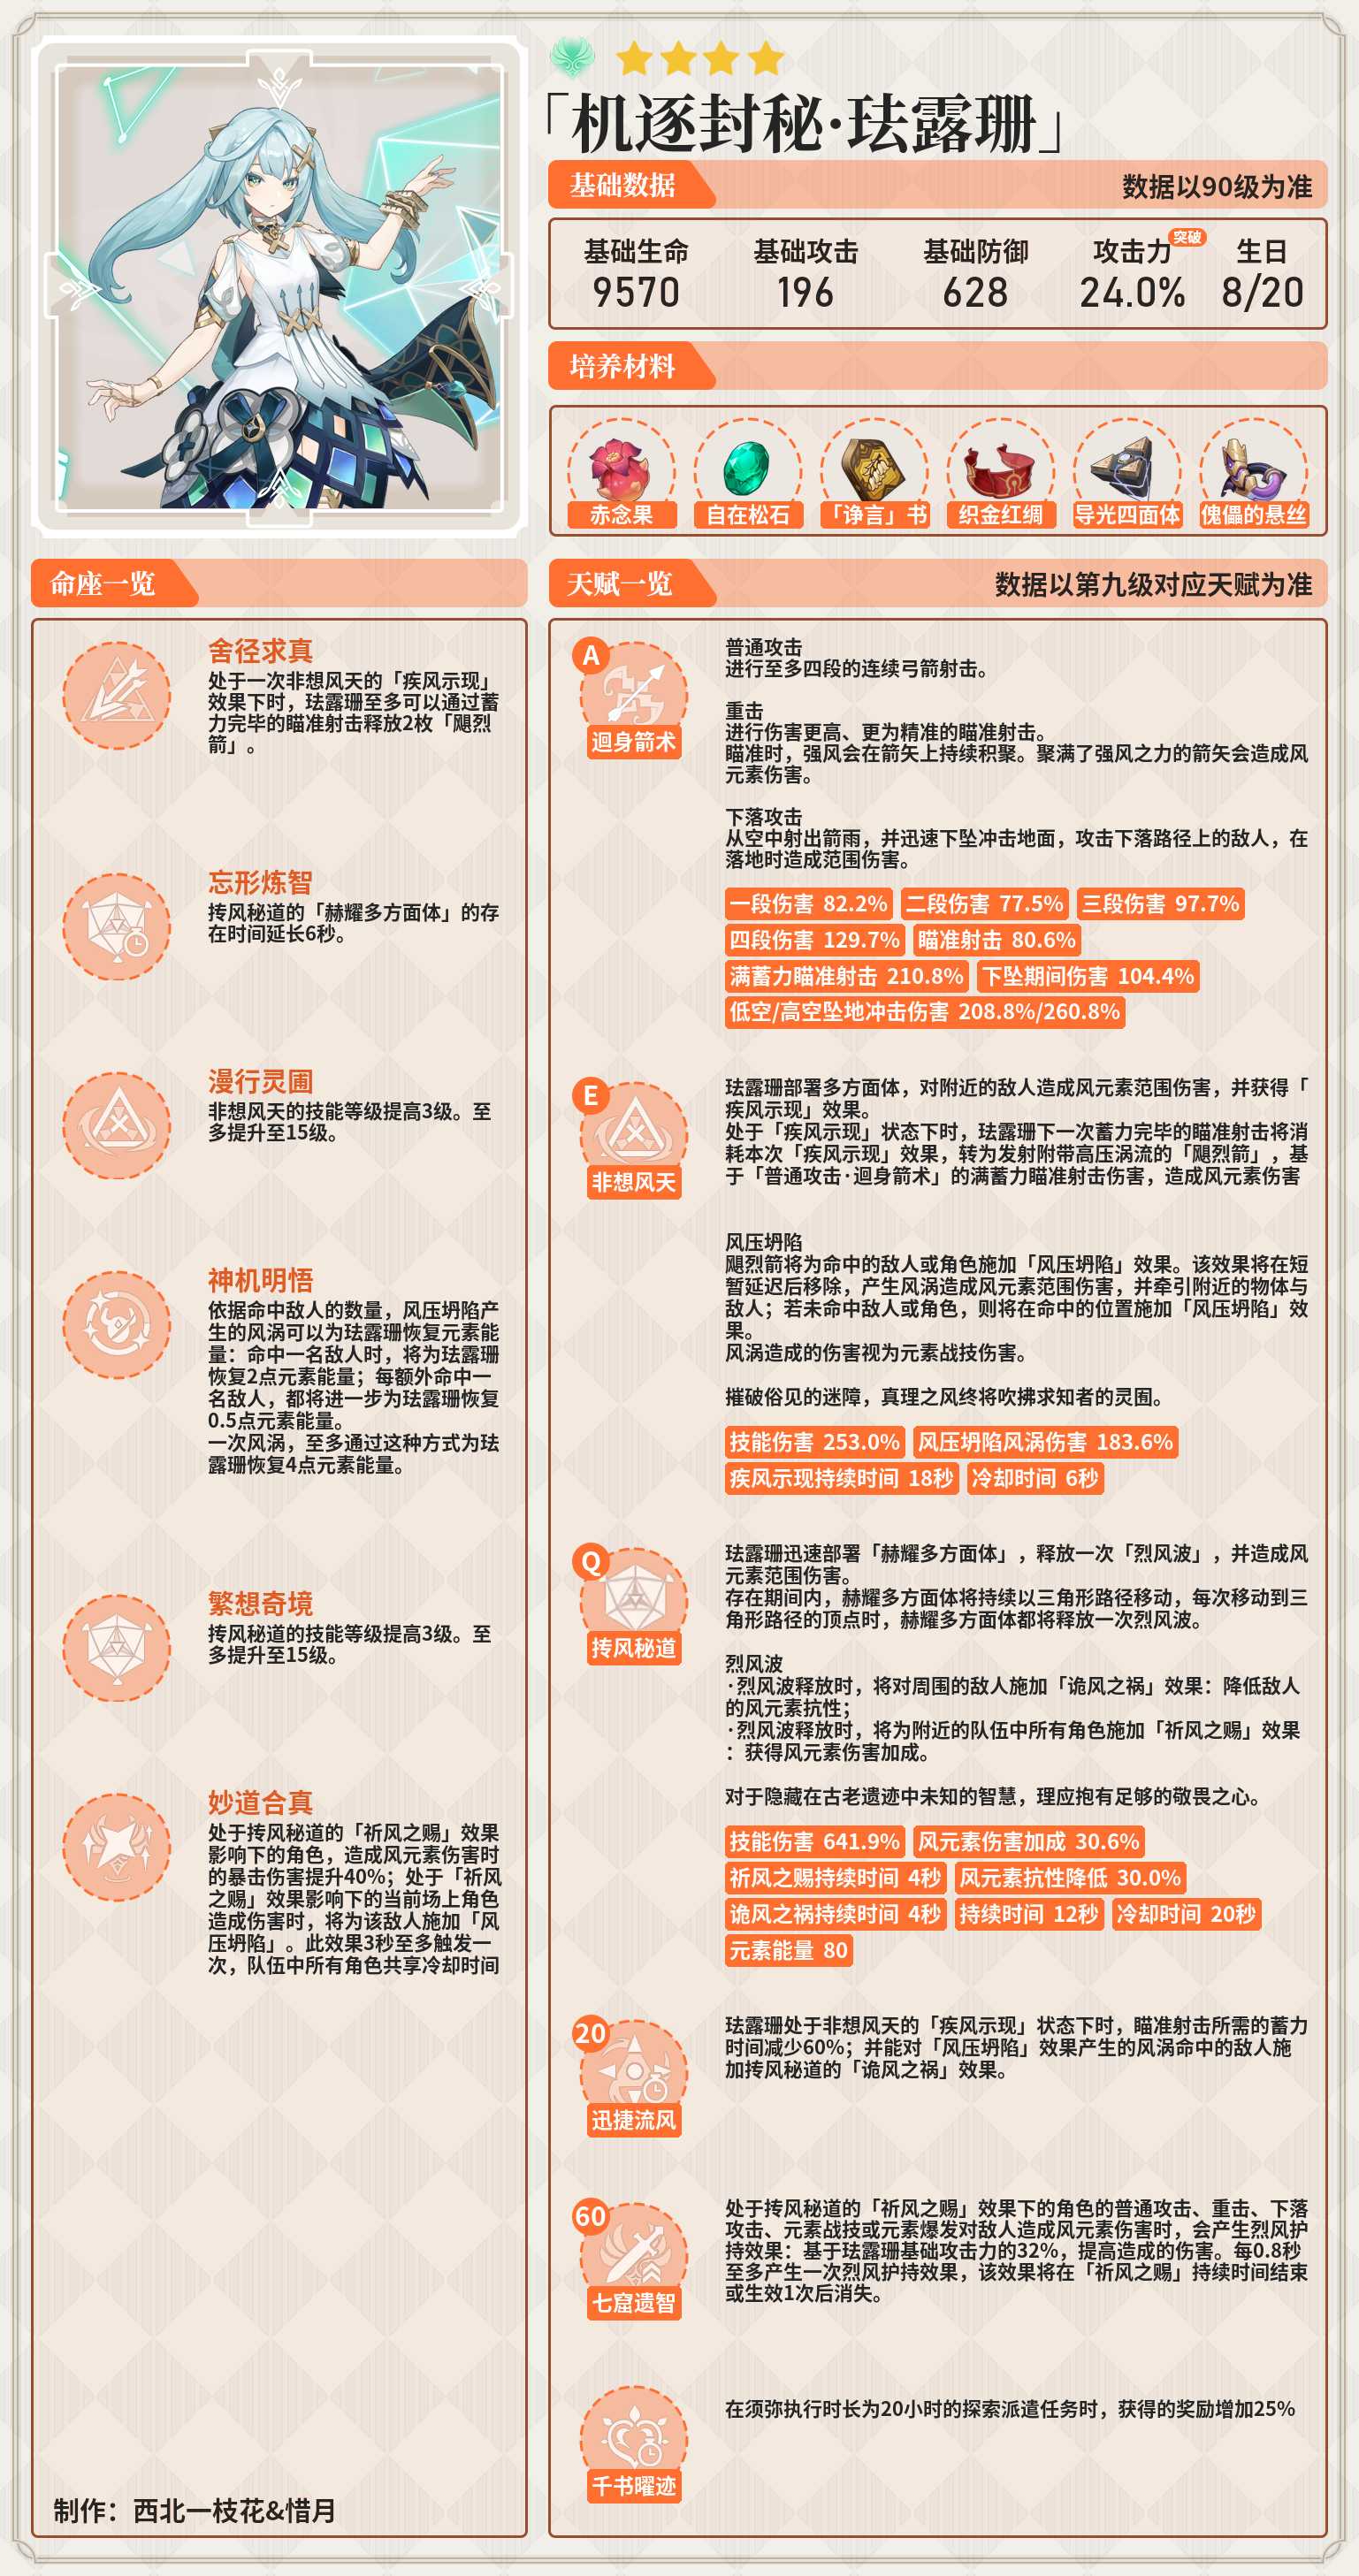 「机逐封秘·珐露珊」
基础数据
数据以90级为准
基础生命
基础攻击
基础防御
攻击力
突破
生日
9570
196
628
24.0%
8/20
培养材料
赤念果
自在松石
「诤言」书
织金红绸
导光四面体
傀儡的悬丝
命座一览
舍径求真
处于一次非想风天的「疾风示现」
效果下时，珐露珊至多可以通过蓄
力完毕的瞄准射击释放2枚「飓烈
箭」。
忘形炼智
抟风秘道的「赫耀多方面体」的存
在时间延长6秒。
漫行灵圃
非想风天的技能等级提高3级。至
多提升至15级。
神机明悟
依据命中敌人的数量，风压坍陷产
生的风涡可以为珐露珊恢复元素能
量：命中一名敌人时，将为珐露珊
恢复2点元素能量；每额外命中一
名敌人，都将进一步为珐露珊恢复
0.5点元素能量。
一次风涡，至多通过这种方式为珐
露珊恢复4点元素能量。
繁想奇境
抟风秘道的技能等级提高3级。至
多提升至15级。
妙道合真
处于抟风秘道的「祈风之赐」效果
影响下的角色，造成风元素伤害时
的暴击伤害提升40%；处于「祈风
之赐」效果影响下的当前场上角色
造成伤害时，将为该敌人施加「风
压坍陷」。此效果3秒至多触发一
次，队伍中所有角色共享冷却时间
制作：西北一枝花&惜月
天赋一览
数据以第九级对应天赋为准
A
迴身箭术
普通攻击
进行至多四段的连续弓箭射击。
重击
进行伤害更高、更为精准的瞄准射击。
瞄准时，强风会在箭矢上持续积聚。聚满了强风之力的箭矢会造成风
元素伤害。
下落攻击
从空中射出箭雨，并迅速下坠冲击地面，攻击下落路径上的敌人，在
落地时造成范围伤害。
一段伤害 82.2% 二段伤害 77.5% 三段伤害 97.7%
四段伤害 129.7% 瞄准射击 80.6%
满蓄力瞄准射击 210.8% 下坠期间伤害 104.4%
低空/高空坠地冲击伤害 208.8%/260.8%
E
非想风天
珐露珊部署多方面体，对附近的敌人造成风元素范围伤害，并获得「
疾风示现」效果。
处于「疾风示现」状态下时，珐露珊下一次蓄力完毕的瞄准射击将消
耗本次「疾风示现」效果，转为发射附带高压涡流的「飓烈箭」，基
于「普通攻击·迴身箭术」的满蓄力瞄准射击伤害，造成风元素伤害
风压坍陷
飓烈箭将为命中的敌人或角色施加「风压坍陷」效果。该效果将在短
暂延迟后移除，产生风涡造成风元素范围伤害，并牵引附近的物体与
敌人；若未命中敌人或角色，则将在命中的位置施加「风压坍陷」效
果。
风涡造成的伤害视为元素战技伤害。
摧破俗见的迷障，真理之风终将吹拂求知者的灵囿。
技能伤害 253.0% 风压坍陷风涡伤害 183.6%
疾风示现持续时间 18秒 冷却时间 6秒
Q
抟风秘道
珐露珊迅速部署「赫耀多方面体」，释放一次「烈风波」，并造成风
元素范围伤害。
存在期间内，赫耀多方面体将持续以三角形路径移动，每次移动到三
角形路径的顶点时，赫耀多方面体都将释放一次烈风波。
烈风波
·烈风波释放时，将对周围的敌人施加「诡风之祸」效果：降低敌人
的风元素抗性；
·烈风波释放时，将为附近的队伍中所有角色施加「祈风之赐」效果
：获得风元素伤害加成。
对于隐藏在古老遗迹中未知的智慧，理应抱有足够的敬畏之心。
技能伤害 641.9% 风元素伤害加成 30.6%
祈风之赐持续时间 4秒 风元素抗性降低 30.0%
诡风之祸持续时间 4秒 持续时间 12秒 冷却时间 20秒
元素能量 80
20
迅捷流风
珐露珊处于非想风天的「疾风示现」状态下时，瞄准射击所需的蓄力
时间减少60%；并能对「风压坍陷」效果产生的风涡命中的敌人施
加抟风秘道的「诡风之祸」效果。
60
七窟遗智
处于抟风秘道的「祈风之赐」效果下的角色的普通攻击、重击、下落
攻击、元素战技或元素爆发对敌人造成风元素伤害时，会产生烈风护
持效果：基于珐露珊基础攻击力的32%，提高造成的伤害。每0.8秒
至多产生一次烈风护持效果，该效果将在「祈风之赐」持续时间结束
或生效1次后消失。
千书曜迹
在须弥执行时长为20小时的探索派遣任务时，获得的奖励增加25%